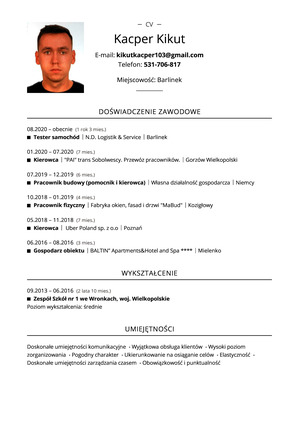 — CV —
Kacper Kikut
E-mail: kikutkacper103@gmail.com
Telefon: 531-706-817
Miejscowość: Barlinek
DOŚWIADCZENIE ZAWODOWE
08.2020 – obecnie (1 rok 3 mies.)
■ Tester samochód | N.D. Logistik & Service | Barlinek
01.2020 – 07.2020 (7 mies.)
■ Kierowca | "PAI" trans Sobolwescy. Przewóz pracowników. | Gorzów Wielkopolski
07.2019 – 12.2019 (6 mies.)
■ Pracownik budowy (pomocnik i kierowca) | Własna działalność gospodarcza | Niemcy
10.2018 – 01.2019 (4 mies.)
■ Pracownik fizyczny | Fabryka okien, fasad i drzwi "MaBud" | Kozigłowy
05.2018 – 11.2018 (7 mies.)
■ Kierowca | Uber Poland sp. z o.o | Poznań
06.2016 – 08.2016 (3 mies.)
■ Gospodarz obiektu | BALTIN" Apartments&Hotel and Spa **** | Mielenko
WYKSZTAŁCENIE
09.2013 – 06.2016 (2 lata 10 mies.)
■ Zespół Szkół nr 1 we Wronkach, woj. Wielkopolskie
Poziom wykształcenia: średnie
UMIEJĘTNOŚCI
Doskonałe umiejętności komunikacyjne • Wyjątkowa obsługa klientów • Wysoki poziom
zorganizowania • Pogodny charakter • Ukierunkowanie na osiąganie celów • Elastyczność •
Doskonałe umiejętności zarządzania czasem • Obowiązkowość i punktualność